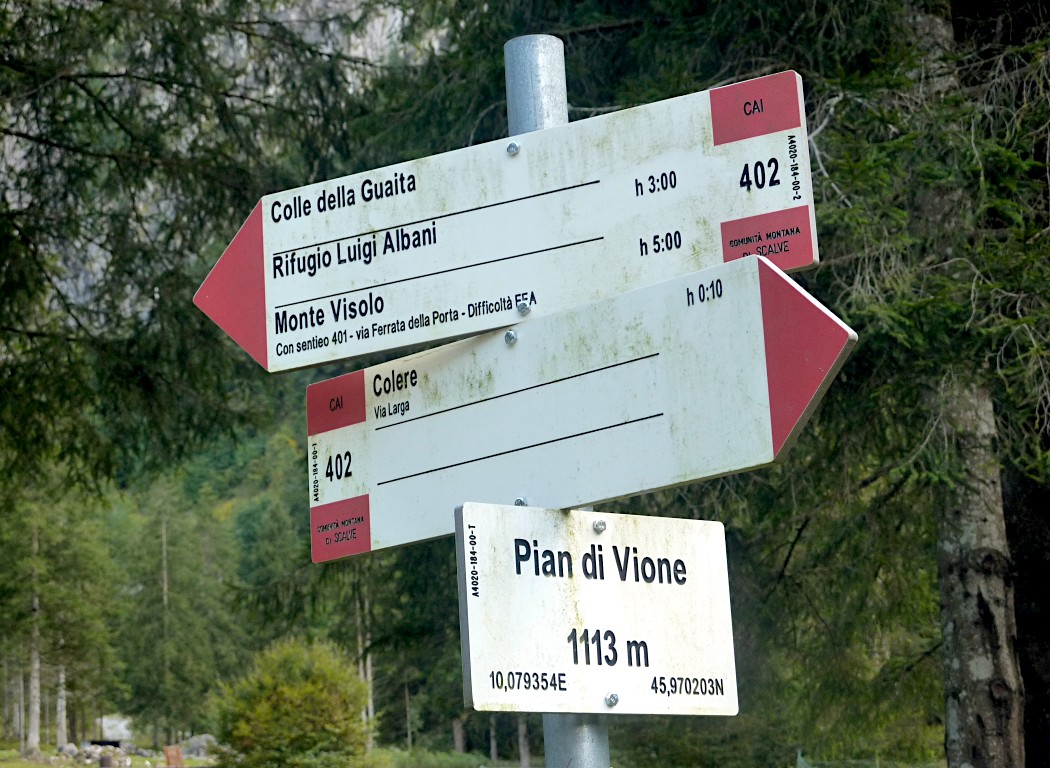 CAI
Colle della Guaita
A4020-184-00-2
402
h 3:00
Rifugio Luigi Albani
h 5:00
COMUNITÀ MONTANA
DI SCALVE
Monte Visolo
Con sentieo 401 - via Ferrata della Porta - Difficoltà EEA
h 0:10
CAI
Colere
Via Larga
A4020-184-00-1
402
COMUNITÀ MONTANA
DI SCALVE
A4020-184-00-T
Pian di Vione
1113 m
10,079354E
45,970203N